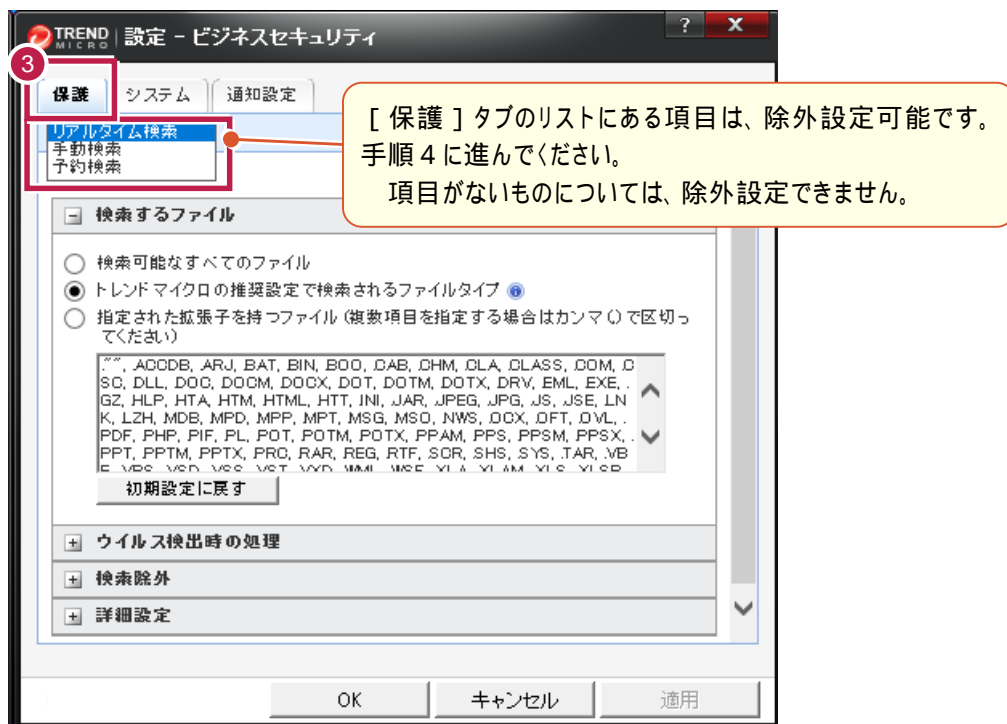 TREND MICRO 設定 - ビジネスセキュリティ
? X
3
保護 システム 通知設定
リアルタイム検索
手動検索
予約検索
[ 保護 ] タブのリストにある項目は、除外設定可能です。
手順 4 に進んでください。
項目がないものについては、除外設定できません。
検索するファイル
検索可能なすべてのファイル
トレンドマイクロの推奨設定で検索されるファイルタイプ
指定された拡張子を持つファイル (複数項目を指定する場合はカンマ (,) で区切っ
てください)
."", .ACCDB, .ARJ, .BAT, .BIN, .BOO, .CAB, .CHM, .CLA, .CLASS, .COM, .C
SC, .DLL, .DOC, .DOCM, .DOCX, .DOT, .DOTM, .DOTX, .DRV, .EML, .EXE, .
GZ, .HLP, .HTA, .HTM, .HTML, .HTT, .INI, .JAR, .JPEG, .JPG, .JS, .JSE, .LN
K, .LZH, .MDB, .MPD, .MPP, .MPT, .MSG, .MSO, .NWS, .OCX, .OFT, .OVL, .
PDF, .PHP, .PIF, .PL, .POT, .POTM, .POTX, .PPAM, .PPS, .PPSM, .PPSX, .
PPT, .PPTM, .PPTX, .PRC, .RAR, .REG, .RTF, .SCR, .SHS, .SYS, .TAR, .VB
E, .VBS, .VSD, .VSS, .VST, .VXD, .WML, .WSF, .XLA, .XLAM, .XLS, .XLSB
初期設定に戻す
ウイルス検出時の処理
検索除外
詳細設定
OK キャンセル 適用